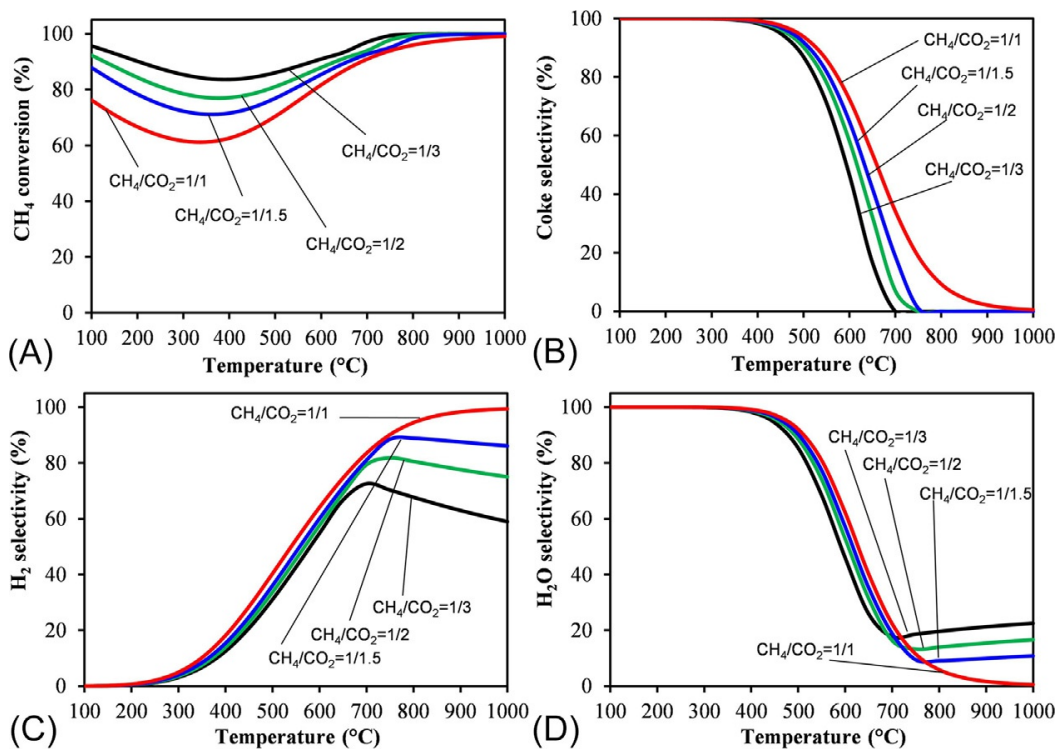 100
80
60
40
20
0
CH₄ conversion (%)
CH₄/CO₂=1/3
CH₄/CO₂=1/1
CH₄/CO₂=1/1.5
CH₄/CO₂=1/2
100 200 300 400 500 600 700 800 900 1000
Temperature (°C)
(A)
100
80
60
40
20
0
Coke selectivity (%)
CH₄/CO₂=1/1
CH₄/CO₂=1/1.5
CH₄/CO₂=1/2
CH₄/CO₂=1/3
100 200 300 400 500 600 700 800 900 1000
Temperature (°C)
(B)
100
80
60
40
20
0
H₂ selectivity (%)
CH₄/CO₂=1/1
CH₄/CO₂=1/3
CH₄/CO₂=1/2
CH₄/CO₂=1/1.5
100 200 300 400 500 600 700 800 900 1000
Temperature (°C)
(C)
100
80
60
40
20
0
H₂O selectivity (%)
CH₄/CO₂=1/3
CH₄/CO₂=1/2
CH₄/CO₂=1/1.5
CH₄/CO₂=1/1
100 200 300 400 500 600 700 800 900 1000
Temperature (°C)
(D)